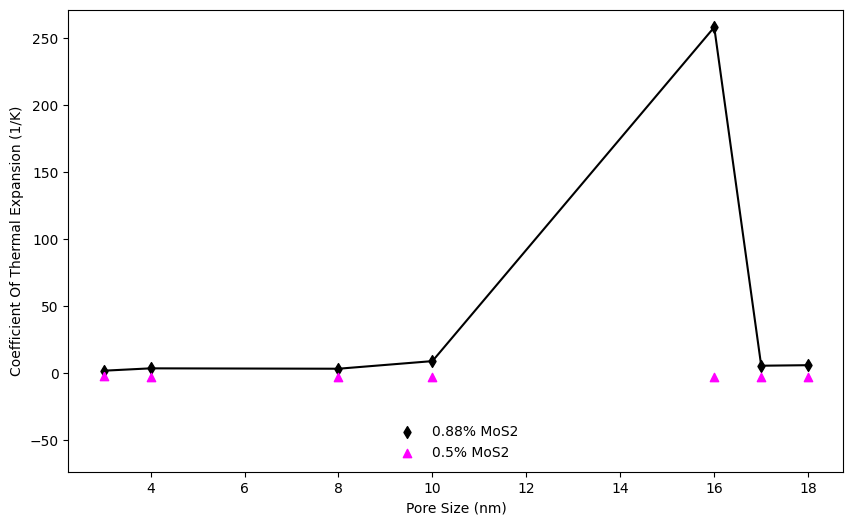 250
200
150
100
50
0
−50
Coefficient Of Thermal Expansion (1/K)
0.88% MoS2
0.5% MoS2
4 6 8 10 12 14 16 18
Pore Size (nm)